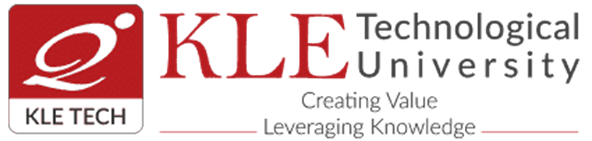 KLE TECH
KLE Technological
University
Creating Value
Leveraging Knowledge